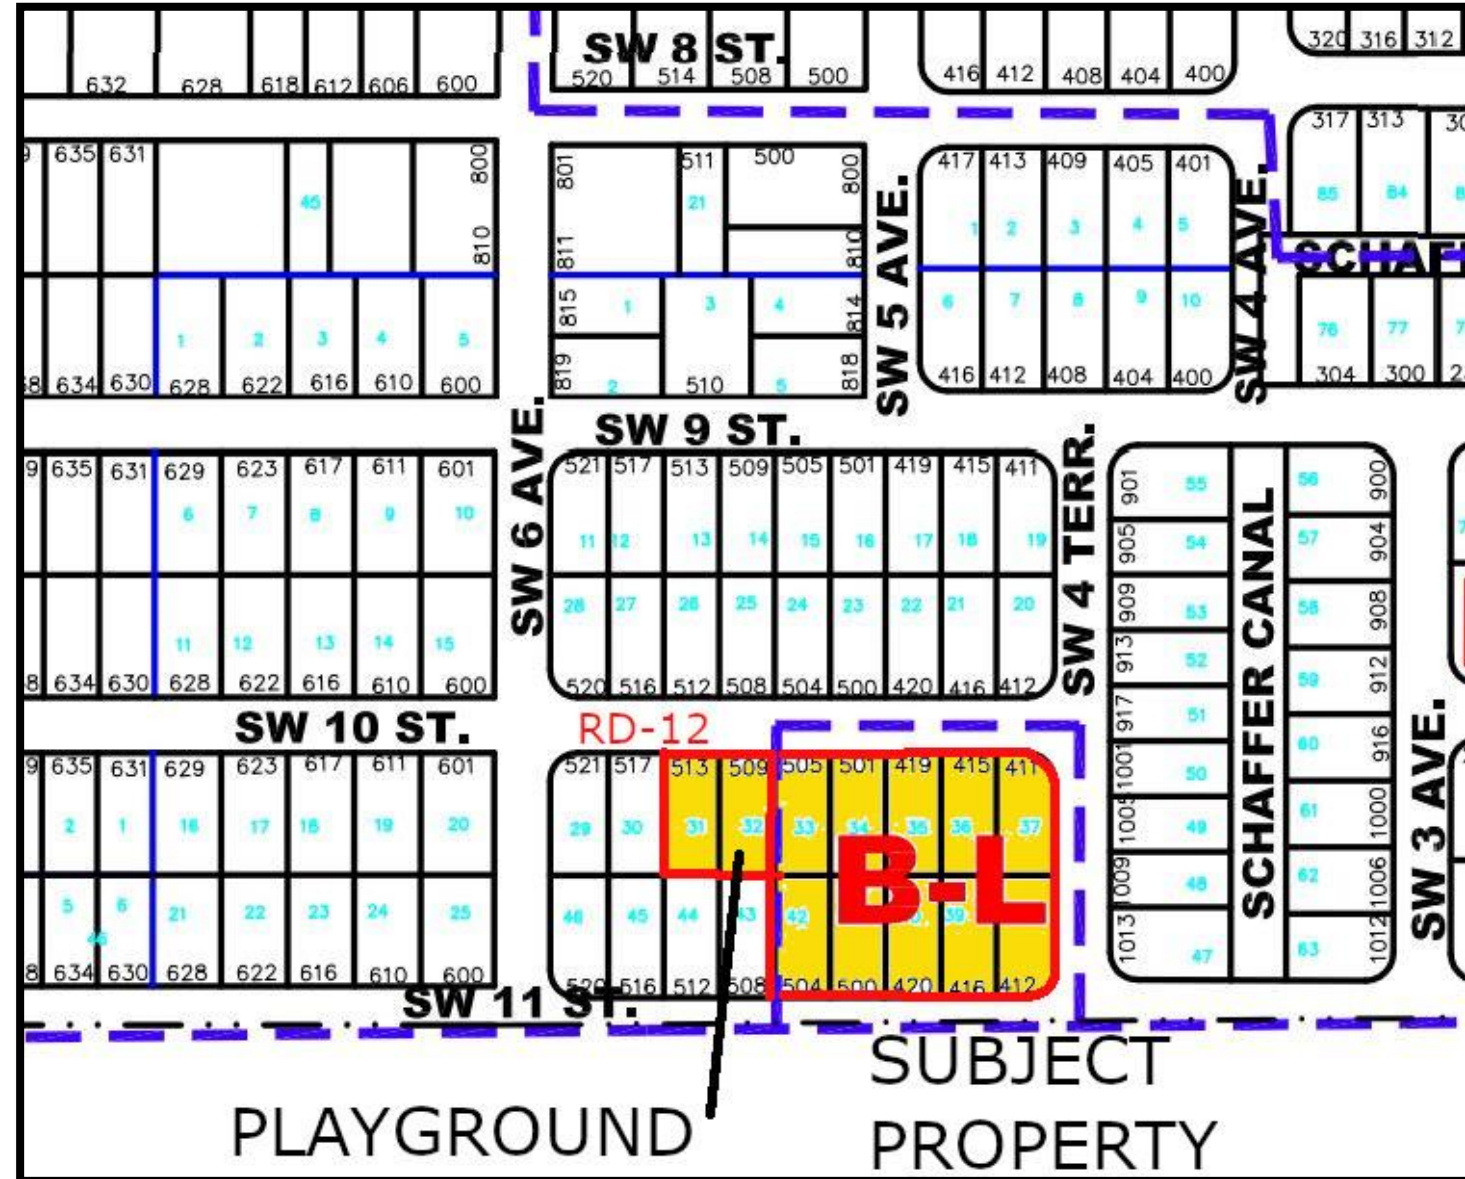 SW 8 ST.
632 628 618 612 606 600 520 514 508 500 416 412 408 404 400 320 316 312
635 631 800 801 511 500 800 417 413 409 405 401 317 313
45 21 1 2 3 4 5 85 84
810 811 810
SW 5 AVE.
SW 4 AVE.
815 1 3 4 814 6 7 8 9 10 76 77
1 2 3 4 5
634 630 628 622 616 610 600 819 2 510 5 818 416 412 408 404 400 304 300
SW 9 ST.
SW 6 AVE.
SW 4 TERR.
635 631 629 623 617 611 601 521 517 513 509 505 501 419 415 411 901 55 56 900
6 7 8 9 10 11 12 13 14 15 16 17 18 19 905 54 57 904
28 27 26 25 24 23 22 21 20 909 53 58 908
11 12 13 14 15 913 52 59 912
634 630 628 622 616 610 600 520 516 512 508 504 500 420 416 412
SCHAFFER CANAL
SW 3 AVE.
917 51 60 916
SW 10 ST.
RD-12
635 631 629 623 617 611 601 521 517 513 509 505 501 419 415 411 1001 50
2 1 16 17 18 19 20 29 30 31 32 33 34 35 36 37 1005 49 61 1000
B-L
1009 48 62 1006
5 6 21 22 23 24 25 46 45 44 43 42 39
46
1013 47 63 1012
634 630 628 622 616 610 600 520 516 512 508 504 500 420 416 412
SW 11 ST.
SUBJECT
PLAYGROUND
PROPERTY